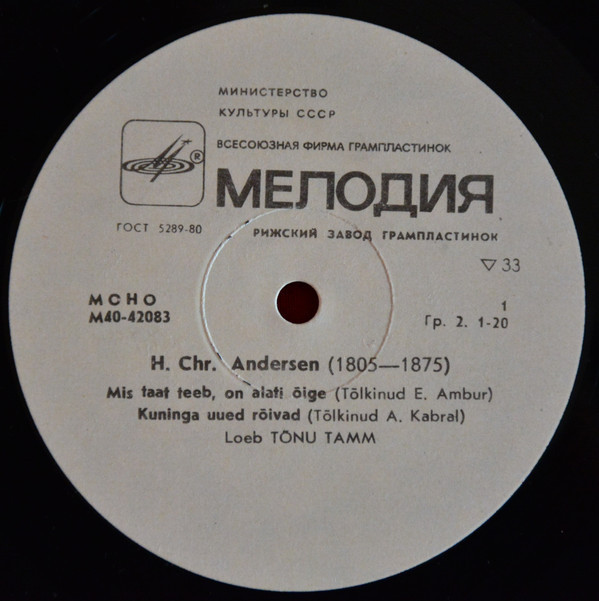 МИНИСТЕРСТВО
КУЛЬТУРЫ СССР
ВСЕСОЮЗНАЯ ФИРМА ГРАМПЛАСТИНОК
®
МЕЛОДИЯ
ГОСТ 5289-80
РИЖСКИЙ ЗАВОД ГРАМПЛАСТИНОК
▽ 33
МСНО
М40-42083
1
Гр. 2. 1-20
H. Chr. Andersen (1805—1875)
Mis taat teeb, on alati õige (Tõlkinud E. Ambur)
Kuninga uued rõivad (Tõlkinud A. Kabral)
Loeb TÕNU TAMM